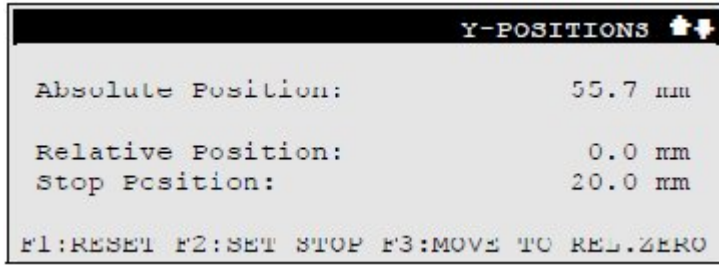 Y-POSITIONS
Absolute Position: 55.7 mm
Relative Position: 0.0 mm
Stop Position: 20.0 mm
F1:RESET F2:SET STOP F3:MOVE TO REL.ZERO